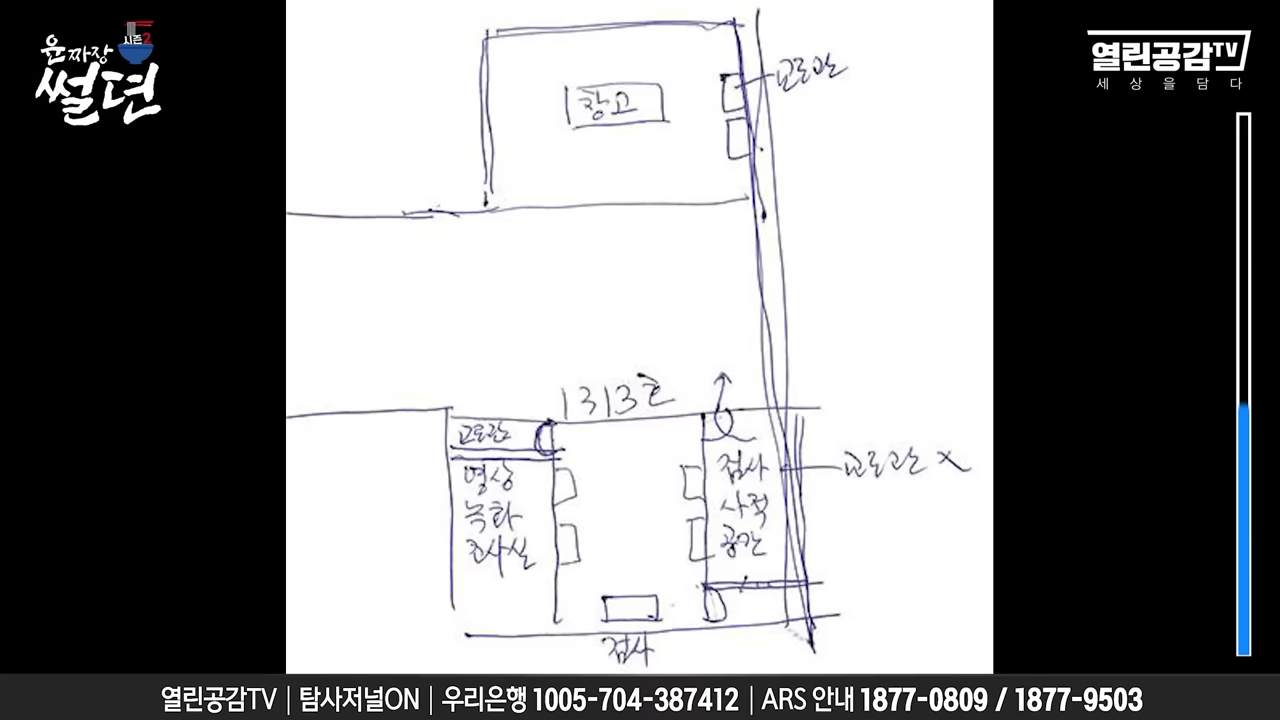 윤짜장
시즌2
썰뎐
열린공감TV
세상을담다
창고
교도관
1313호
교도관
영상
녹화
조사실
검사
사적
공간
교도관 X
검사
열린공감TV | 탐사저널ON | 우리은행 1005-704-387412 | ARS 안내 1877-0809 / 1877-9503